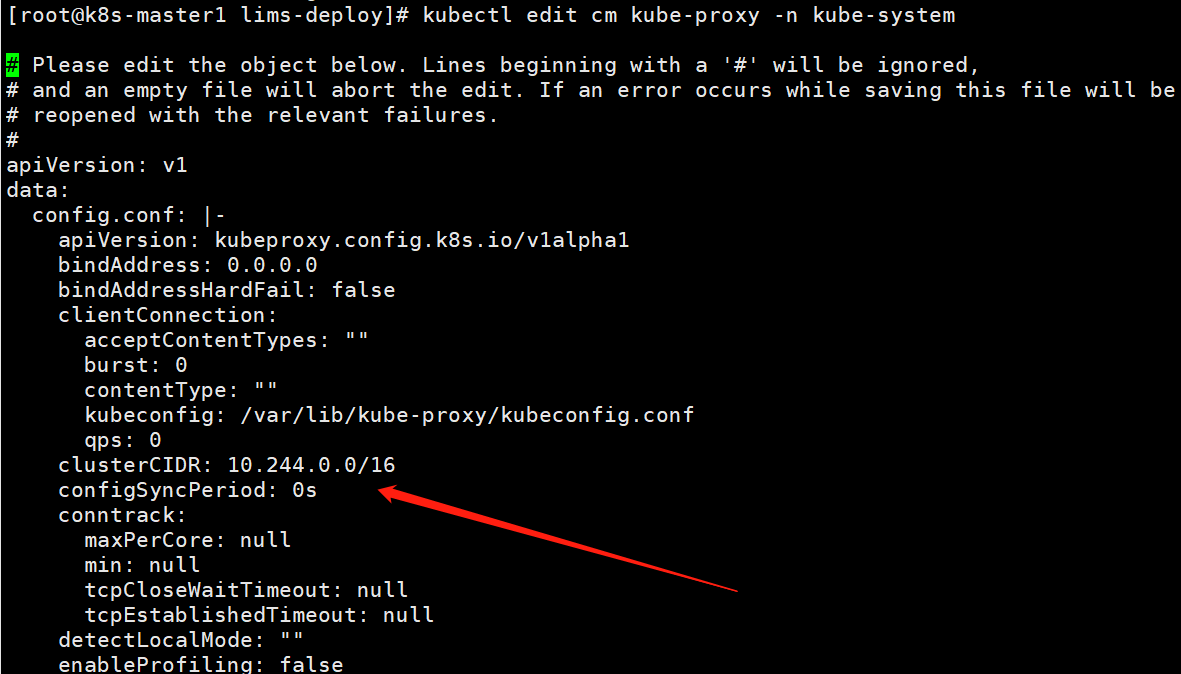 [root@k8s-master1 lims-deploy]# kubectl edit cm kube-proxy -n kube-system
# Please edit the object below. Lines beginning with a '#' will be ignored,
# and an empty file will abort the edit. If an error occurs while saving this file will be
# reopened with the relevant failures.
#
apiVersion: v1
data:
  config.conf: |-
    apiVersion: kubeproxy.config.k8s.io/v1alpha1
    bindAddress: 0.0.0.0
    bindAddressHardFail: false
    clientConnection:
      acceptContentTypes: ""
      burst: 0
      contentType: ""
      kubeconfig: /var/lib/kube-proxy/kubeconfig.conf
      qps: 0
    clusterCIDR: 10.244.0.0/16
    configSyncPeriod: 0s
    conntrack:
      maxPerCore: null
      min: null
      tcpCloseWaitTimeout: null
      tcpEstablishedTimeout: null
    detectLocalMode: ""
    enableProfiling: false